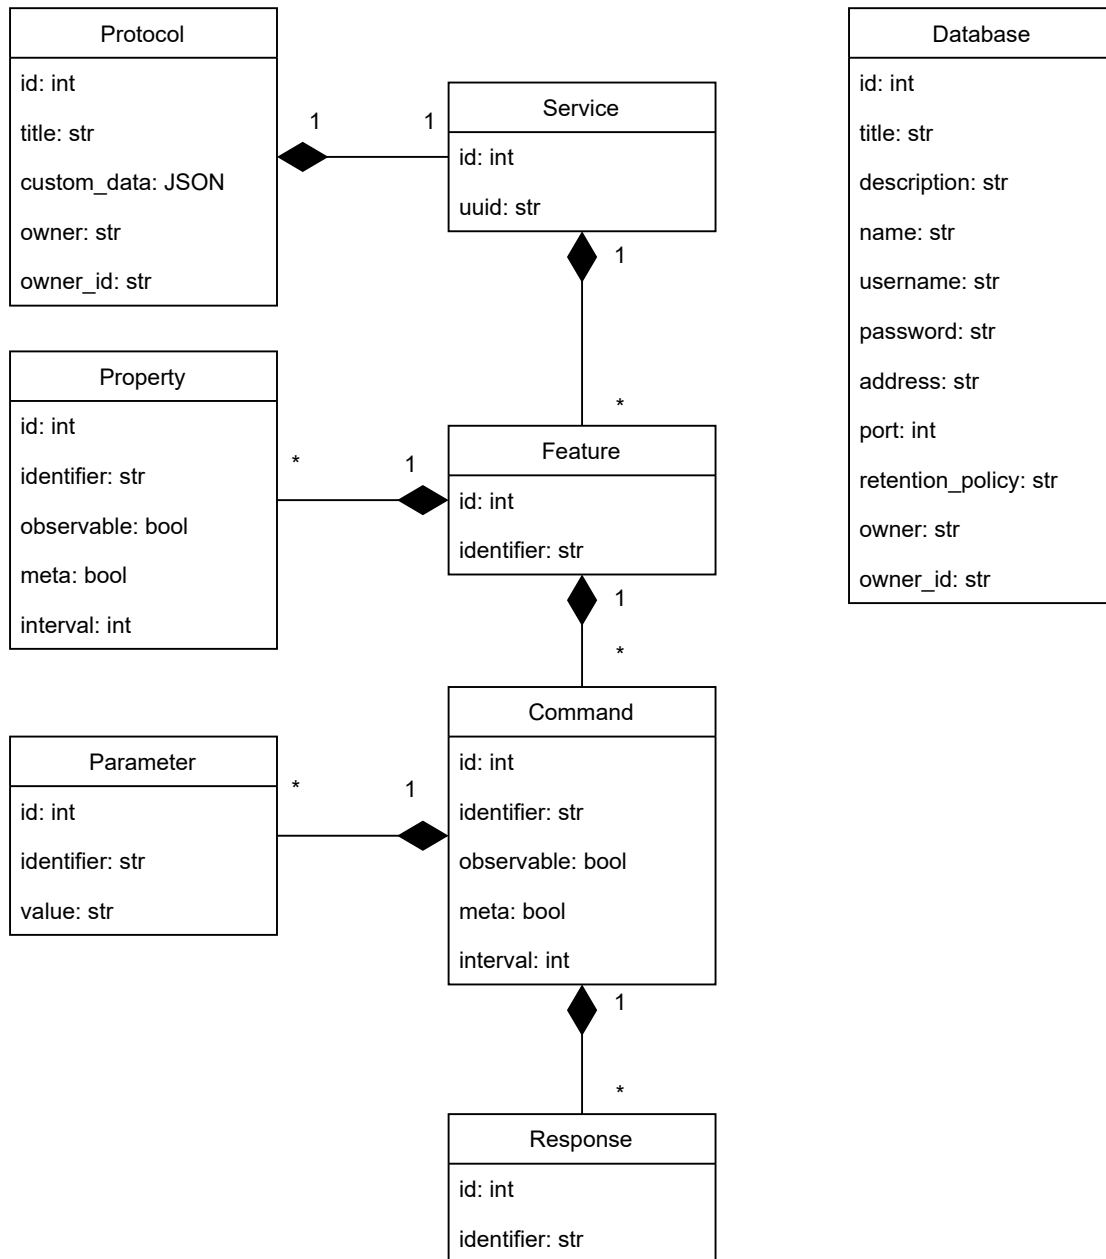 Protocol
id: int
title: str
custom_data: JSON
owner: str
owner_id: str
1
1
Service
id: int
uuid: str
1
*
Database
id: int
title: str
description: str
name: str
username: str
password: str
address: str
port: int
retention_policy: str
owner: str
owner_id: str
Property
id: int
identifier: str
observable: bool
meta: bool
interval: int
*
1
Feature
id: int
identifier: str
1
*
Parameter
id: int
identifier: str
value: str
*
1
Command
id: int
identifier: str
observable: bool
meta: bool
interval: int
1
*
Response
id: int
identifier: str